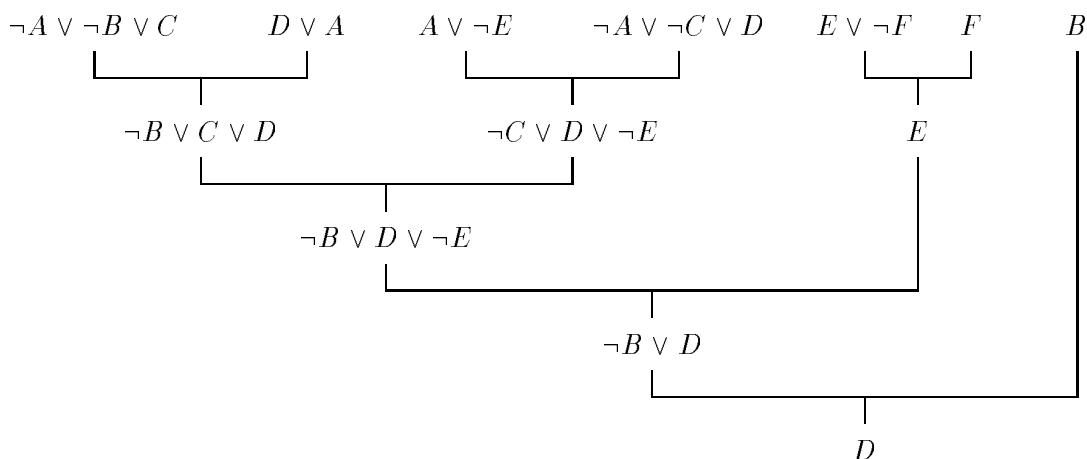 ¬A ∨ ¬B ∨ C D ∨ A A ∨ ¬E ¬A ∨ ¬C ∨ D E ∨ ¬F F B
¬B ∨ C ∨ D ¬C ∨ D ∨ ¬E E
¬B ∨ D ∨ ¬E
¬B ∨ D
D